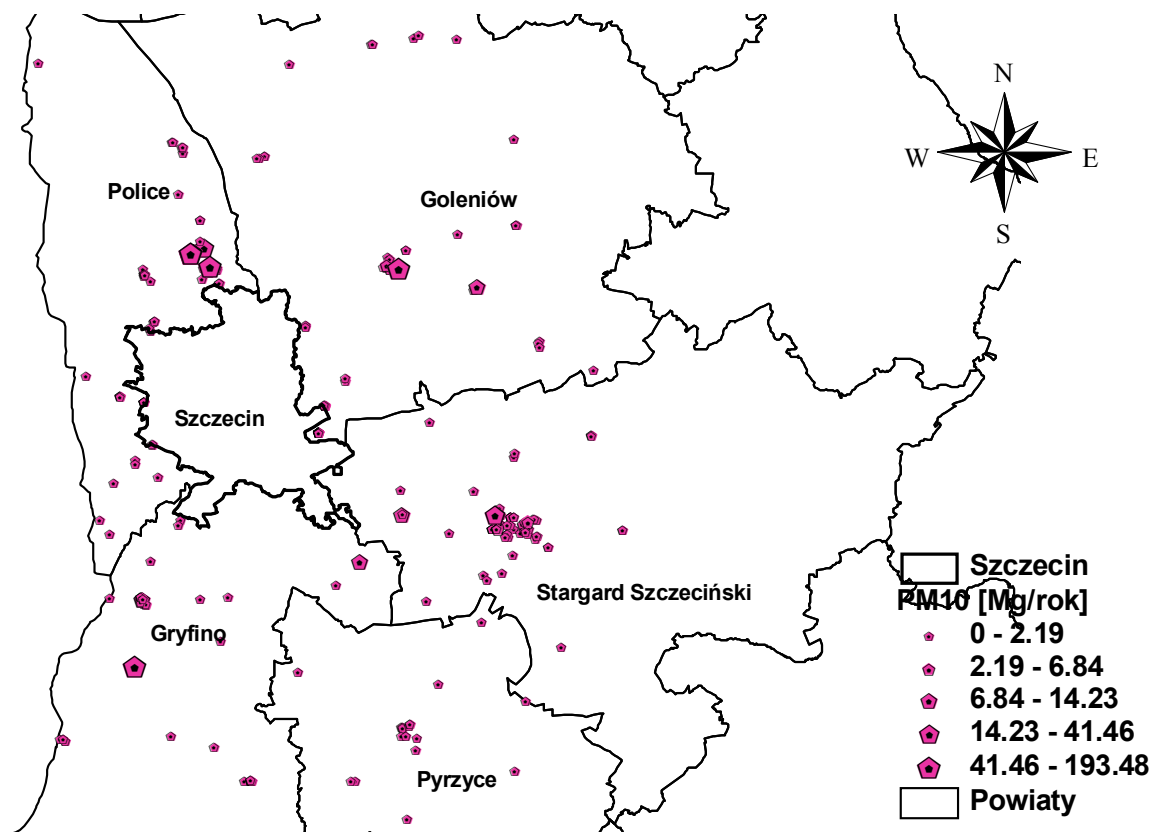 N
W
E
S
Police
Goleniów
Szczecin
Stargard Szczeciński
Gryfino
Pyrzyce
Szczecin
PM10 [Mg/rok]
0 - 2.19
2.19 - 6.84
6.84 - 14.23
14.23 - 41.46
41.46 - 193.48
Powiaty